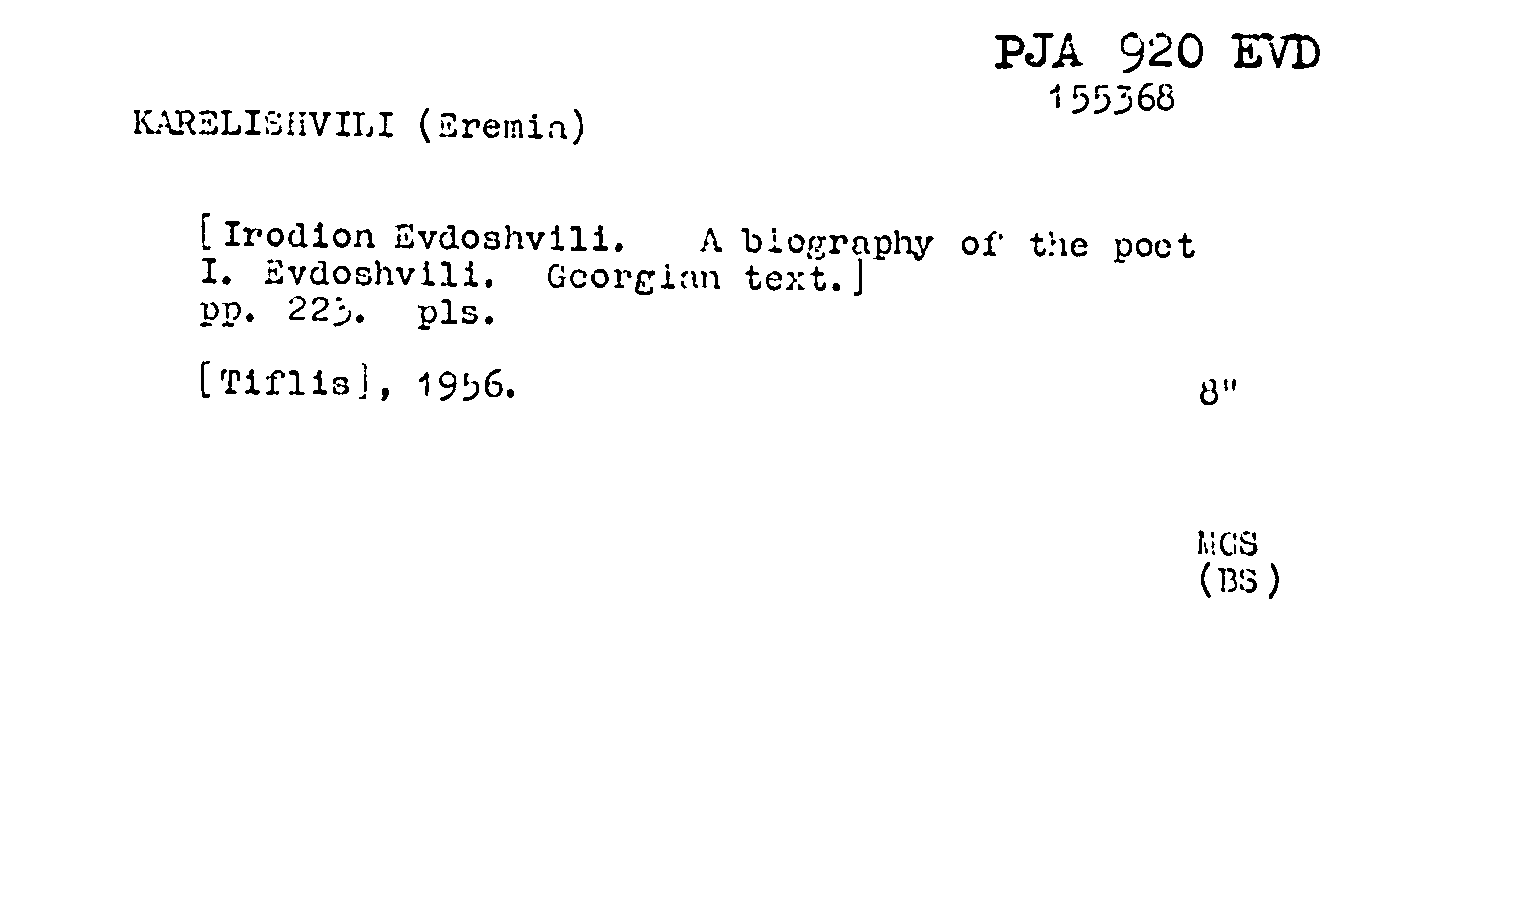 PJA 920 EVD
155368
KARELISHVILI (Eremia)
[Irodion Evdoshvili. A biography of the poet
I. Evdoshvili. Georgian text.]
pp. 223. pls.
[Tiflis], 1956.
8"
MGS
(BS)